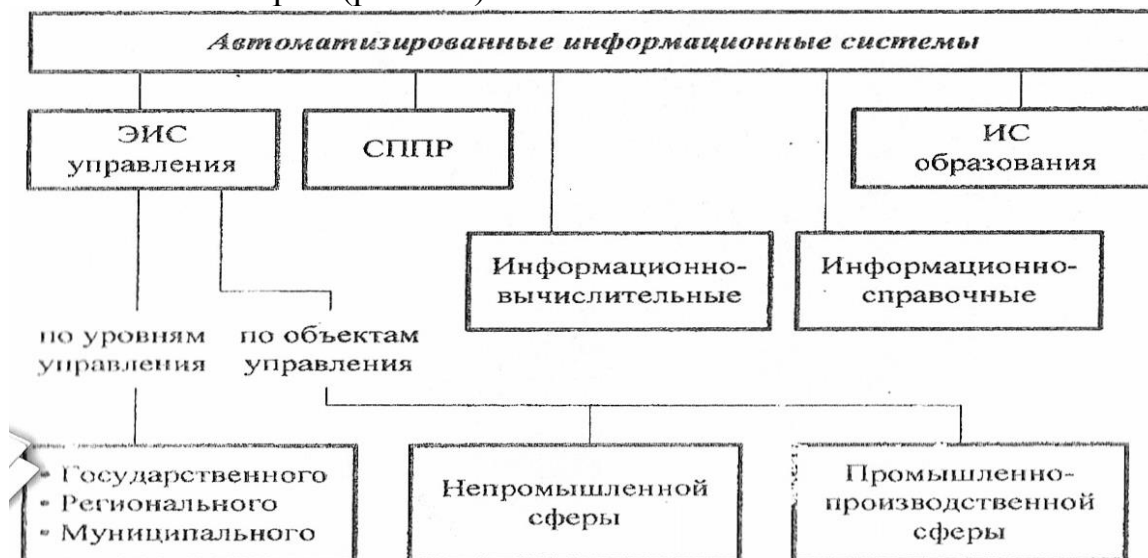 Автоматизированные информационные системы
ЭИС
управления
СППР
ИС
образования
Информационно-
вычислительные
Информационно-
справочные
по уровням
управления
по объектам
управления
• Государственного
• Регионального
• Муниципального
Непромышленной
сферы
Промышленно-
производственной
сферы